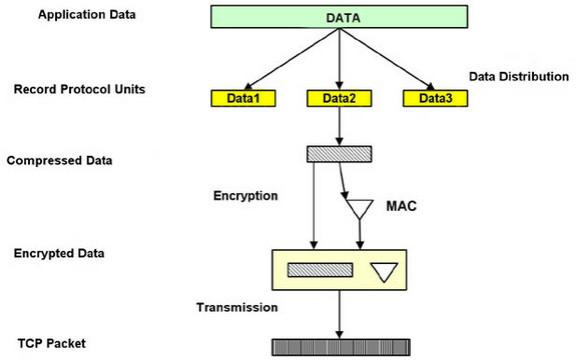 Application Data
DATA
Data Distribution
Record Protocol Units
Data1 Data2 Data3
Compressed Data
Encryption
MAC
Encrypted Data
Transmission
TCP Packet